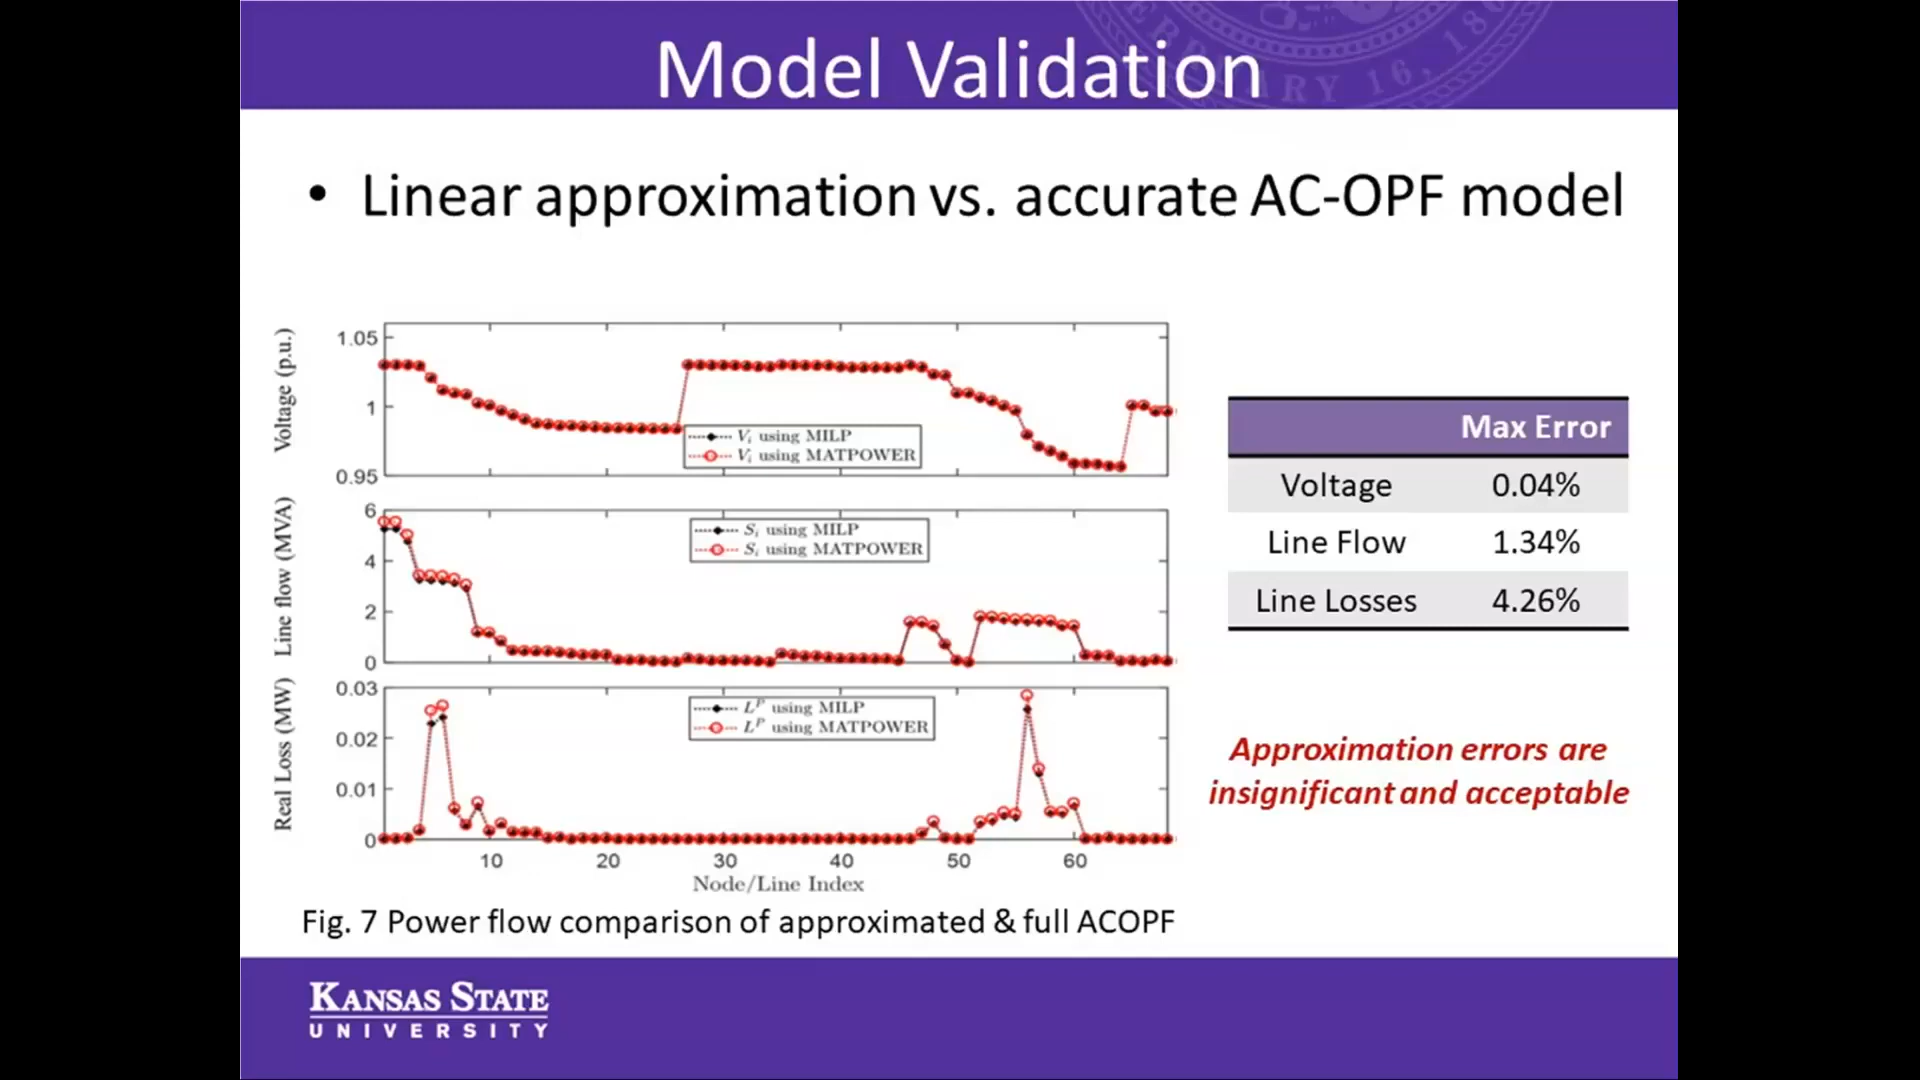 Model Validation
RY 16, 186
• Linear approximation vs. accurate AC-OPF model
Voltage (p.u.)
1.05
1
0.95
V_i using MILP
V_i using MATPOWER
Line flow (MVA)
6
4
2
0
S_i using MILP
S_i using MATPOWER
Real Loss (MW)
0.03
0.02
0.01
0
L^P using MILP
L^P using MATPOWER
10 20 30 40 50 60
Node/Line Index
Fig. 7 Power flow comparison of approximated & full ACOPF
Max Error
Voltage 0.04%
Line Flow 1.34%
Line Losses 4.26%
Approximation errors are
insignificant and acceptable
KANSAS STATE
UNIVERSITY